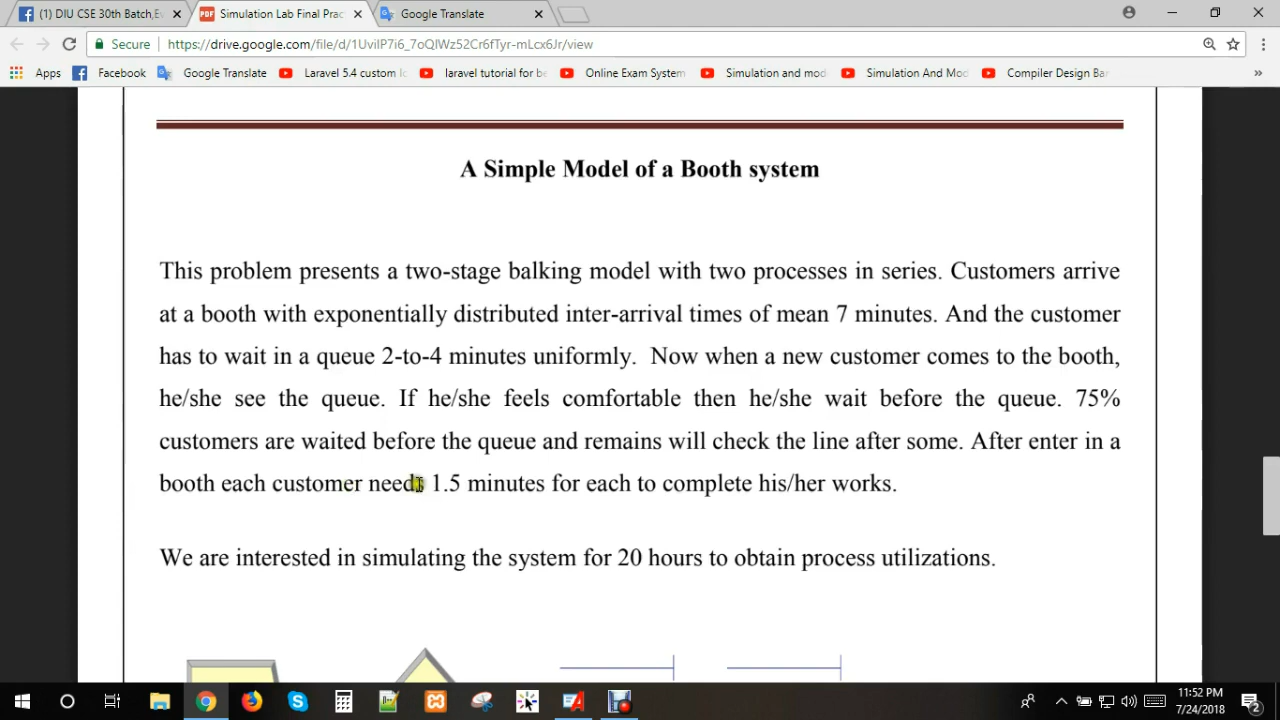 (1) DIU CSE 30th Batch,Ev
Simulation Lab Final Prac
Google Translate
Secure
https://drive.google.com/file/d/1UviIP7i6_7oQIWz52Cr6fTyr-mLcx6Jr/view
Apps
Facebook
Google Translate
Laravel 5.4 custom lo
laravel tutorial for be
Online Exam System
Simulation and mod
Simulation And Mod
Compiler Design Ban
»
A Simple Model of a Booth system
This problem presents a two-stage balking model with two processes in series. Customers arrive
at a booth with exponentially distributed inter-arrival times of mean 7 minutes. And the customer
has to wait in a queue 2-to-4 minutes uniformly. Now when a new customer comes to the booth,
he/she see the queue. If he/she feels comfortable then he/she wait before the queue. 75%
customers are waited before the queue and remains will check the line after some. After enter in a
booth each customer needs 1.5 minutes for each to complete his/her works.
We are interested in simulating the system for 20 hours to obtain process utilizations.
11:52 PM
7/24/2018
2